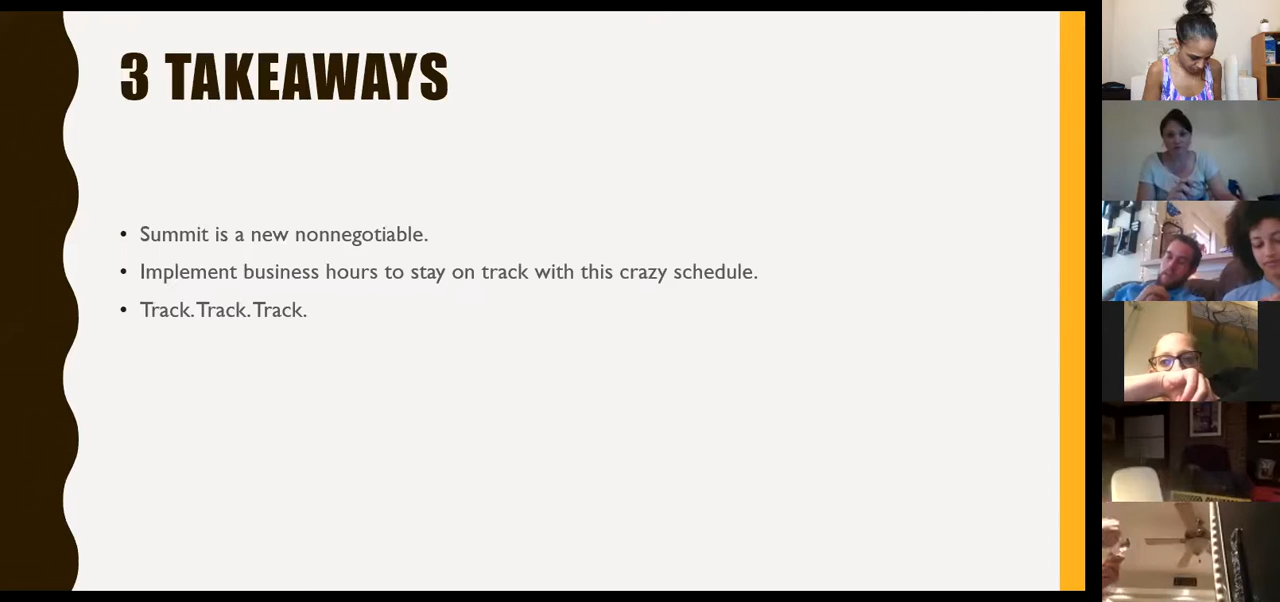 3 TAKEAWAYS
• Summit is a new nonnegotiable.
• Implement business hours to stay on track with this crazy schedule.
• Track. Track. Track.